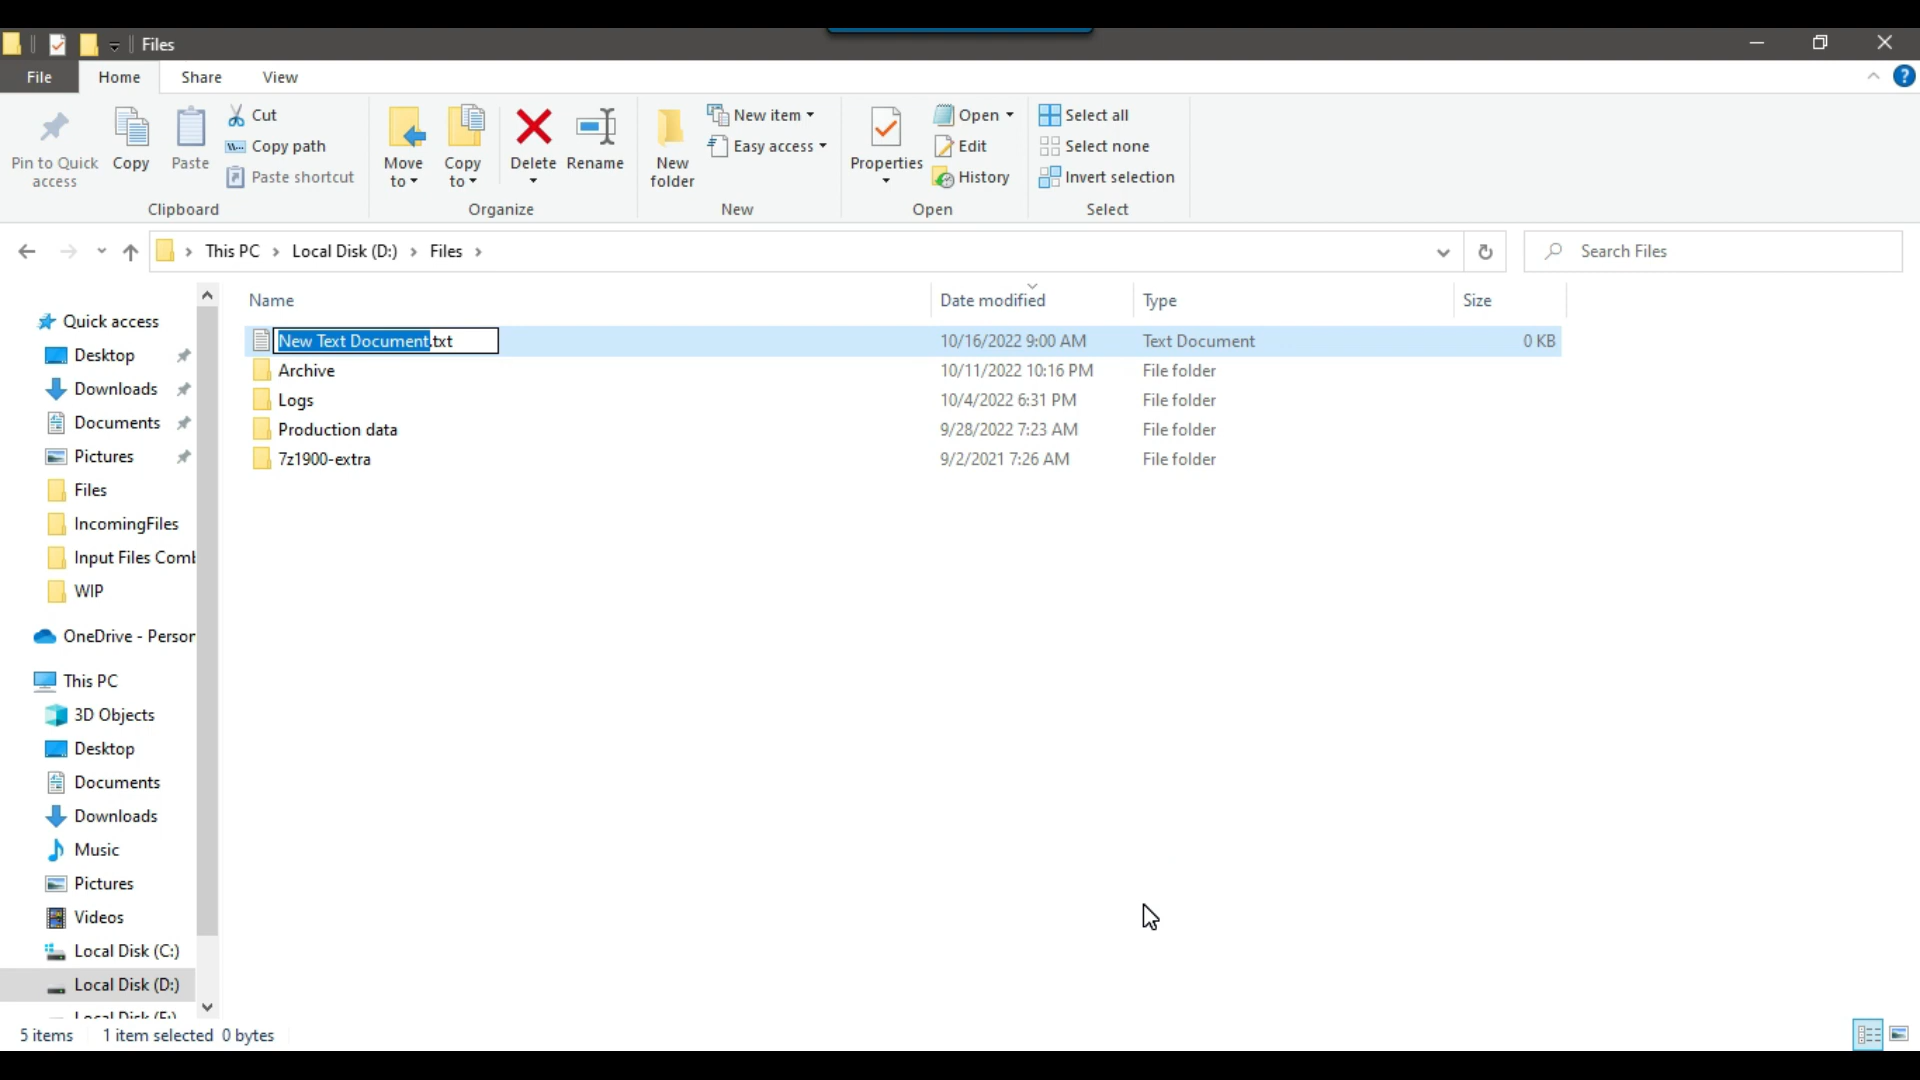 Files
File Home Share View
Pin to Quick access
Copy
Paste
Cut
Copy path
Paste shortcut
Clipboard
Move to
Copy to
Delete
Rename
Organize
New folder
New item
Easy access
New
Properties
Open
Edit
History
Open
Select all
Select none
Invert selection
Select
This PC › Local Disk (D:) › Files ›
Search Files
Quick access
Desktop
Downloads
Documents
Pictures
Files
IncomingFiles
Input Files Comb
WIP
OneDrive - Person
This PC
3D Objects
Desktop
Documents
Downloads
Music
Pictures
Videos
Local Disk (C:)
Local Disk (D:)
Name Date modified Type Size
New Text Document.txt 10/16/2022 9:00 AM Text Document 0 KB
Archive 10/11/2022 10:16 PM File folder
Logs 10/4/2022 6:31 PM File folder
Production data 9/28/2022 7:23 AM File folder
7z1900-extra 9/2/2021 7:26 AM File folder
5 items 1 item selected 0 bytes